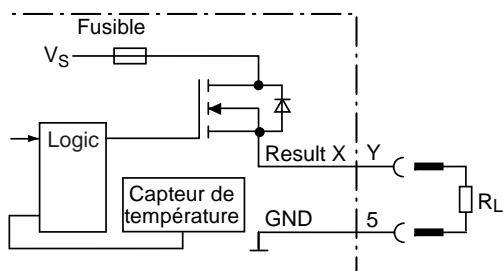 Fusible
VS
Logic
Result X Y
Capteur de
température
GND 5
RL